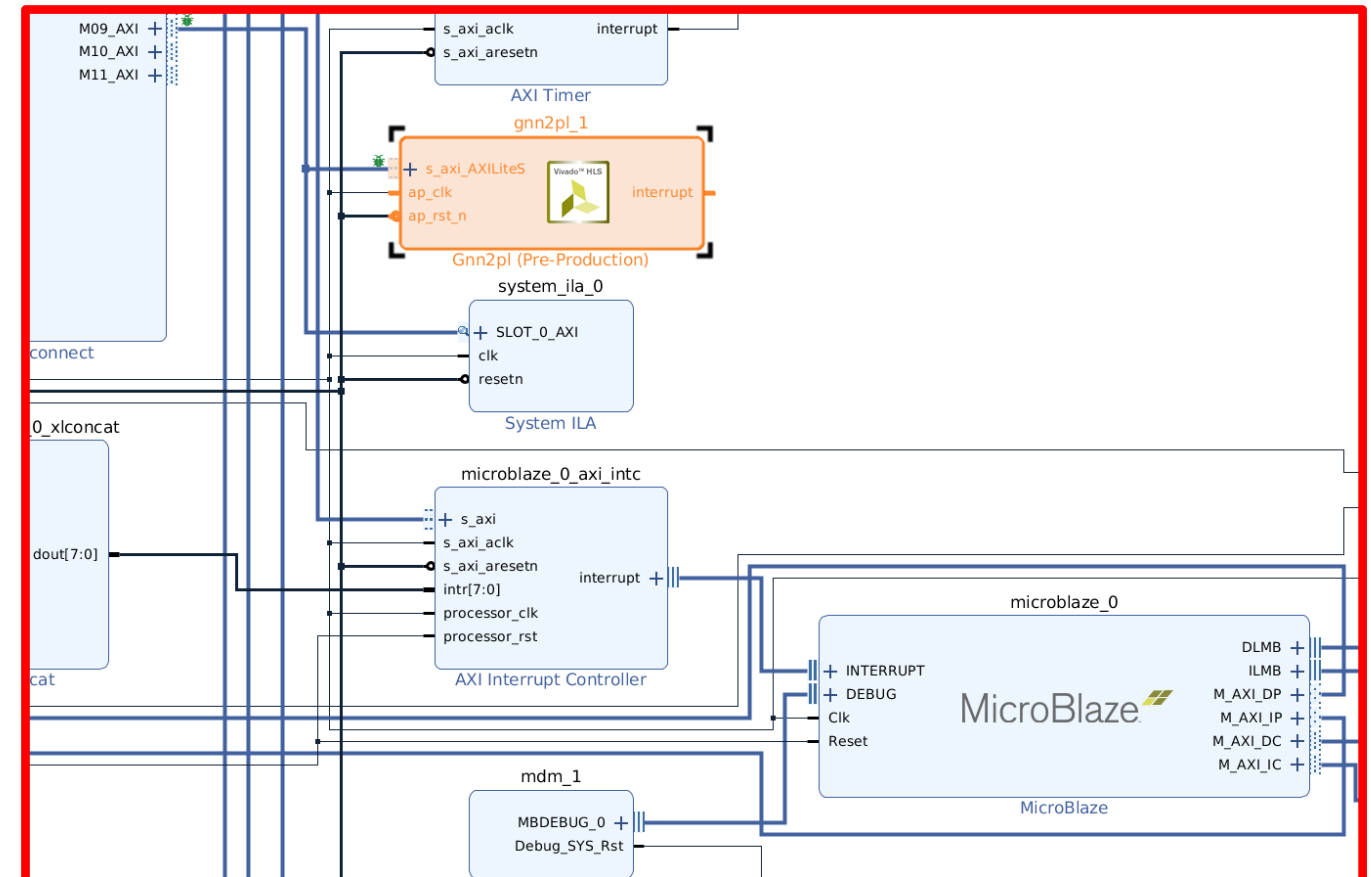 M09_AXI
M10_AXI
M11_AXI
s_axi_aclk
interrupt
s_axi_aresetn
AXI Timer
gnn2pl_1
s_axi_AXILiteS
ap_clk
ap_rst_n
Vivado™ HLS
interrupt
Gnn2pl (Pre-Production)
system_ila_0
SLOT_0_AXI
clk
resetn
System ILA
connect
_0_xlconcat
dout[7:0]
cat
microblaze_0_axi_intc
s_axi
s_axi_aclk
s_axi_aresetn
intr[7:0]
processor_clk
processor_rst
interrupt
AXI Interrupt Controller
microblaze_0
INTERRUPT
DEBUG
Clk
Reset
MicroBlaze
DLMB
ILMB
M_AXI_DP
M_AXI_IP
M_AXI_DC
M_AXI_IC
MicroBlaze
mdm_1
MBDEBUG_0
Debug_SYS_Rst